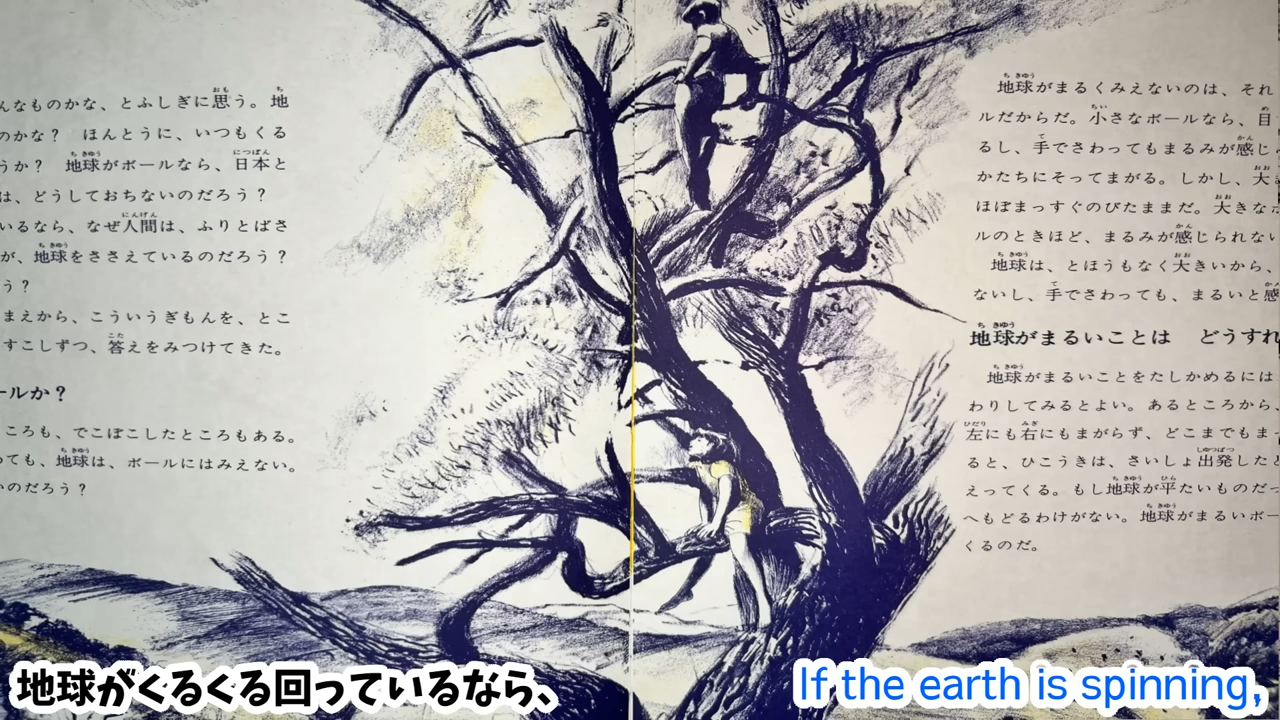 んなものかな、とふしぎに思う。地
のかな? ほんとうに、いつもくる
うか? 地球がボールなら、日本と
は、どうしておちないのだろう?
いるなら、なぜ人間は、ふりとばさ
が、地球をささえているのだろう?
う?
まえから、こういうぎもんを、とこ
すこしずつ、答えをみつけてきた。
ールか?
ころも、でこぼこしたところもある。
ても、地球は、ボールにはみえない。
いのだろう?
地球がまるくみえないのは、それ
ルだからだ。小さなボールなら、目
るし、手でさわってもまるみが感じ
かたちにそってまがる。しかし、大き
ほぼまっすぐのびたままだ。大きな
ルのときほど、まるみが感じられない
地球は、とほうもなく大きいから、
ないし、手でさわっても、まるいと感
地球がまるいことは どうすれ
地球がまるいことをたしかめるには
わりしてみるとよい。あるところから、
左にも右にもまがらず、どこまでもま
ると、ひこうきは、さいしょ出発したと
えってくる。もし地球が平たいものだっ
へもどるわけがない。地球がまるいボー
くるのだ。
地球がくるくる回っているなら、
If the earth is spinning,